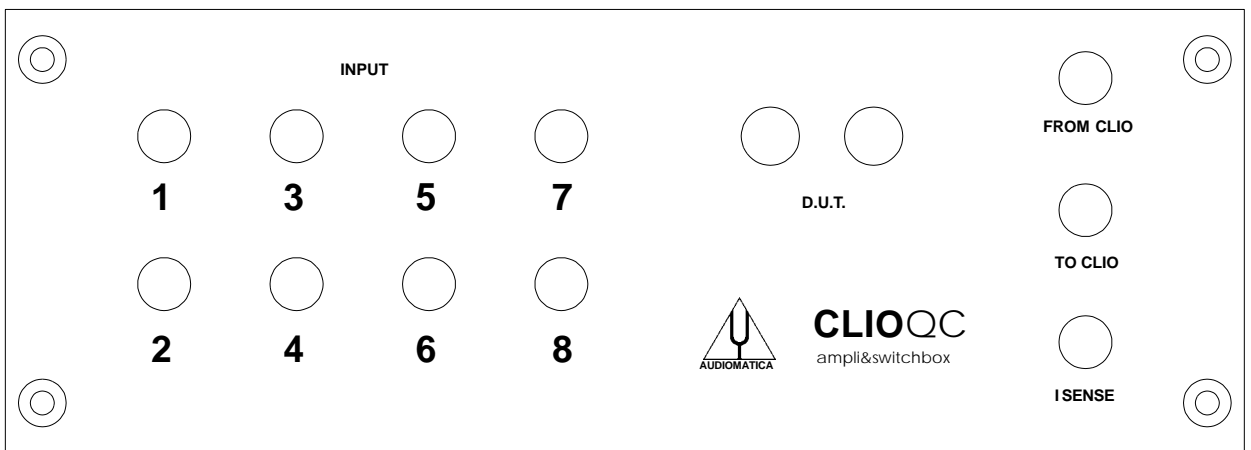 INPUT
FROM CLIO
1 3 5 7
D.U.T.
TO CLIO
2 4 6 8
AUDIOMATICA
CLIOQC
ampli&switchbox
I SENSE